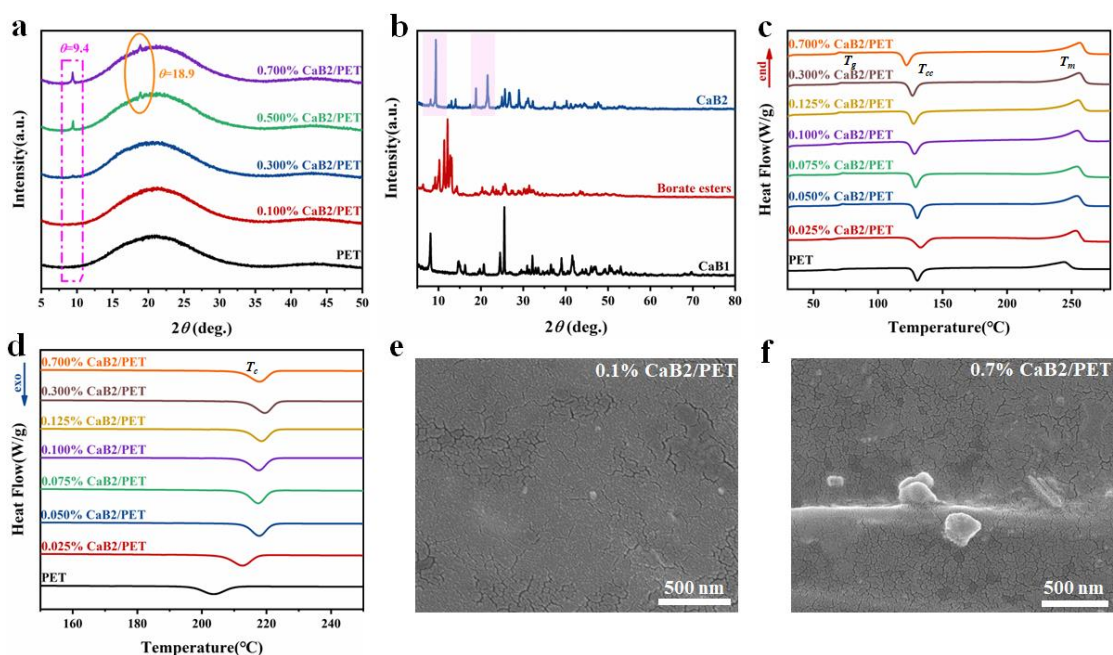 a
θ=9.4
θ=18.9
0.700% CaB2/PET
0.500% CaB2/PET
0.300% CaB2/PET
0.100% CaB2/PET
PET
Intensity(a.u.)
5 10 15 20 25 30 35 40 45 50
2θ (deg.)
b
CaB2
Borate esters
CaB1
Intensity(a.u.)
10 20 30 40 50 60 70 80
2θ (deg.)
c
end
0.700% CaB2/PET
Tg Tcc Tm
0.300% CaB2/PET
0.125% CaB2/PET
0.100% CaB2/PET
0.075% CaB2/PET
0.050% CaB2/PET
0.025% CaB2/PET
PET
Heat Flow(W/g)
50 100 150 200 250
Temperature(°C)
d
exo
0.700% CaB2/PET
Tc
0.300% CaB2/PET
0.125% CaB2/PET
0.100% CaB2/PET
0.075% CaB2/PET
0.050% CaB2/PET
0.025% CaB2/PET
PET
Heat Flow(W/g)
160 180 200 220 240
Temperature(°C)
e
0.1% CaB2/PET
500 nm
f
0.7% CaB2/PET
500 nm